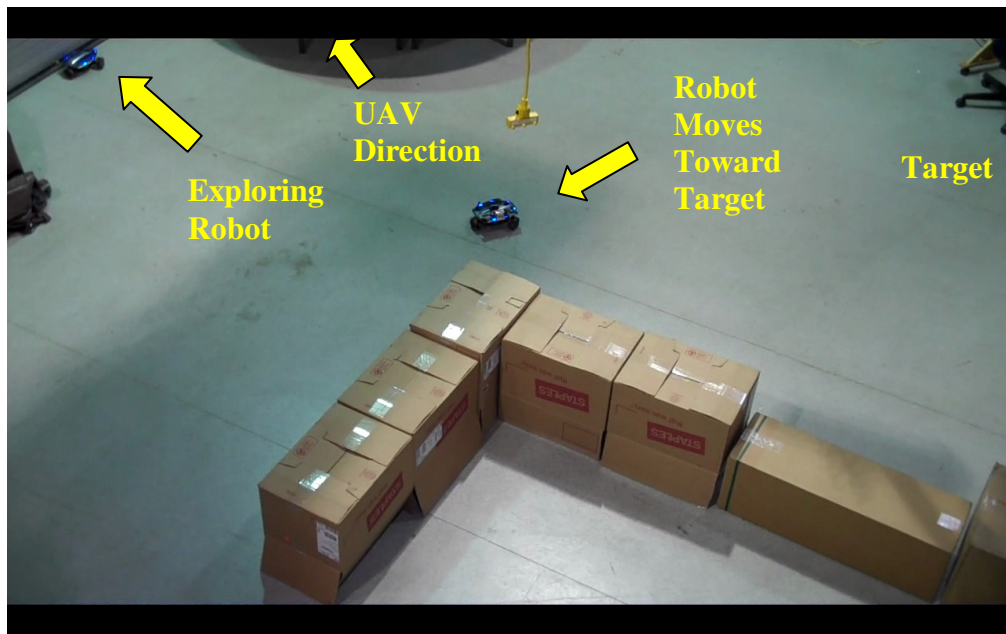 UAV
Direction
Robot
Moves
Toward
Target
Target
Exploring
Robot
STAPLES
STAPLES
STAPLES